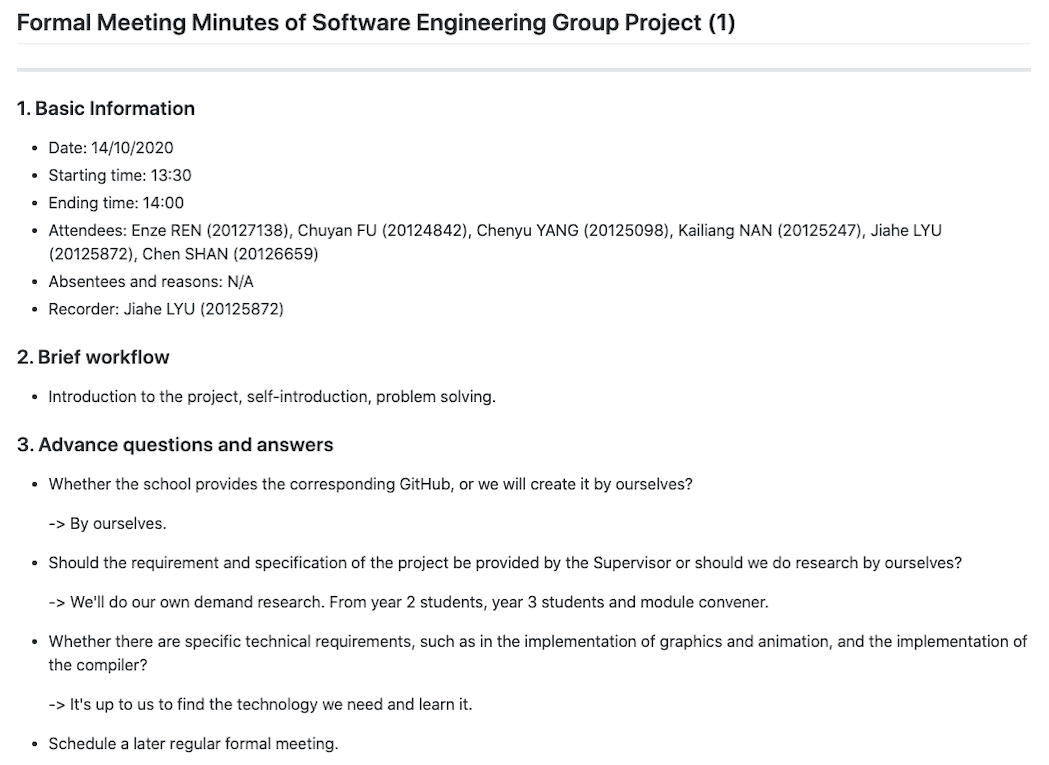 Formal Meeting Minutes of Software Engineering Group Project (1)
1. Basic Information
• Date: 14/10/2020
• Starting time: 13:30
• Ending time: 14:00
• Attendees: Enze REN (20127138), Chuyan FU (20124842), Chenyu YANG (20125098), Kailiang NAN (20125247), Jiahe LYU
(20125872), Chen SHAN (20126659)
• Absentees and reasons: N/A
• Recorder: Jiahe LYU (20125872)
2. Brief workflow
• Introduction to the project, self-introduction, problem solving.
3. Advance questions and answers
• Whether the school provides the corresponding GitHub, or we will create it by ourselves?
-> By ourselves.
• Should the requirement and specification of the project be provided by the Supervisor or should we do research by ourselves?
-> We'll do our own demand research. From year 2 students, year 3 students and module convener.
• Whether there are specific technical requirements, such as in the implementation of graphics and animation, and the implementation of
the compiler?
-> It's up to us to find the technology we need and learn it.
• Schedule a later regular formal meeting.